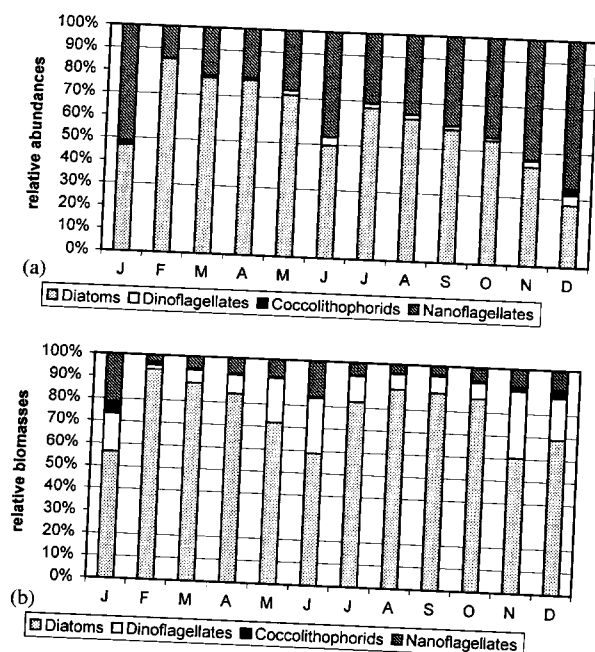 relative abundances
100%
90%
80%
70%
60%
50%
40%
30%
20%
10%
0%
J F M A M J J A S O N D
(a)
Diatoms Dinoflagellates Coccolithophorids Nanoflagellates
relative biomasses
100%
90%
80%
70%
60%
50%
40%
30%
20%
10%
0%
J F M A M J J A S O N D
(b)
Diatoms Dinoflagellates Coccolithophorids Nanoflagellates